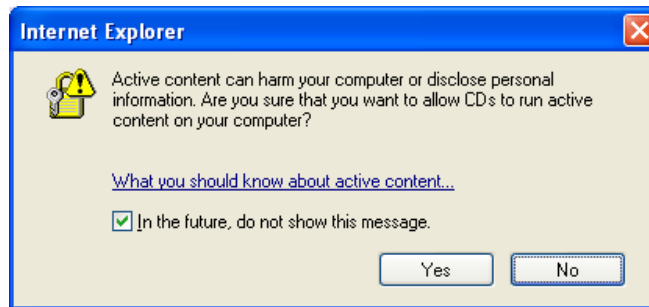 Internet Explorer
Active content can harm your computer or disclose personal
information. Are you sure that you want to allow CDs to run active
content on your computer?
What you should know about active content...
In the future, do not show this message.
Yes No